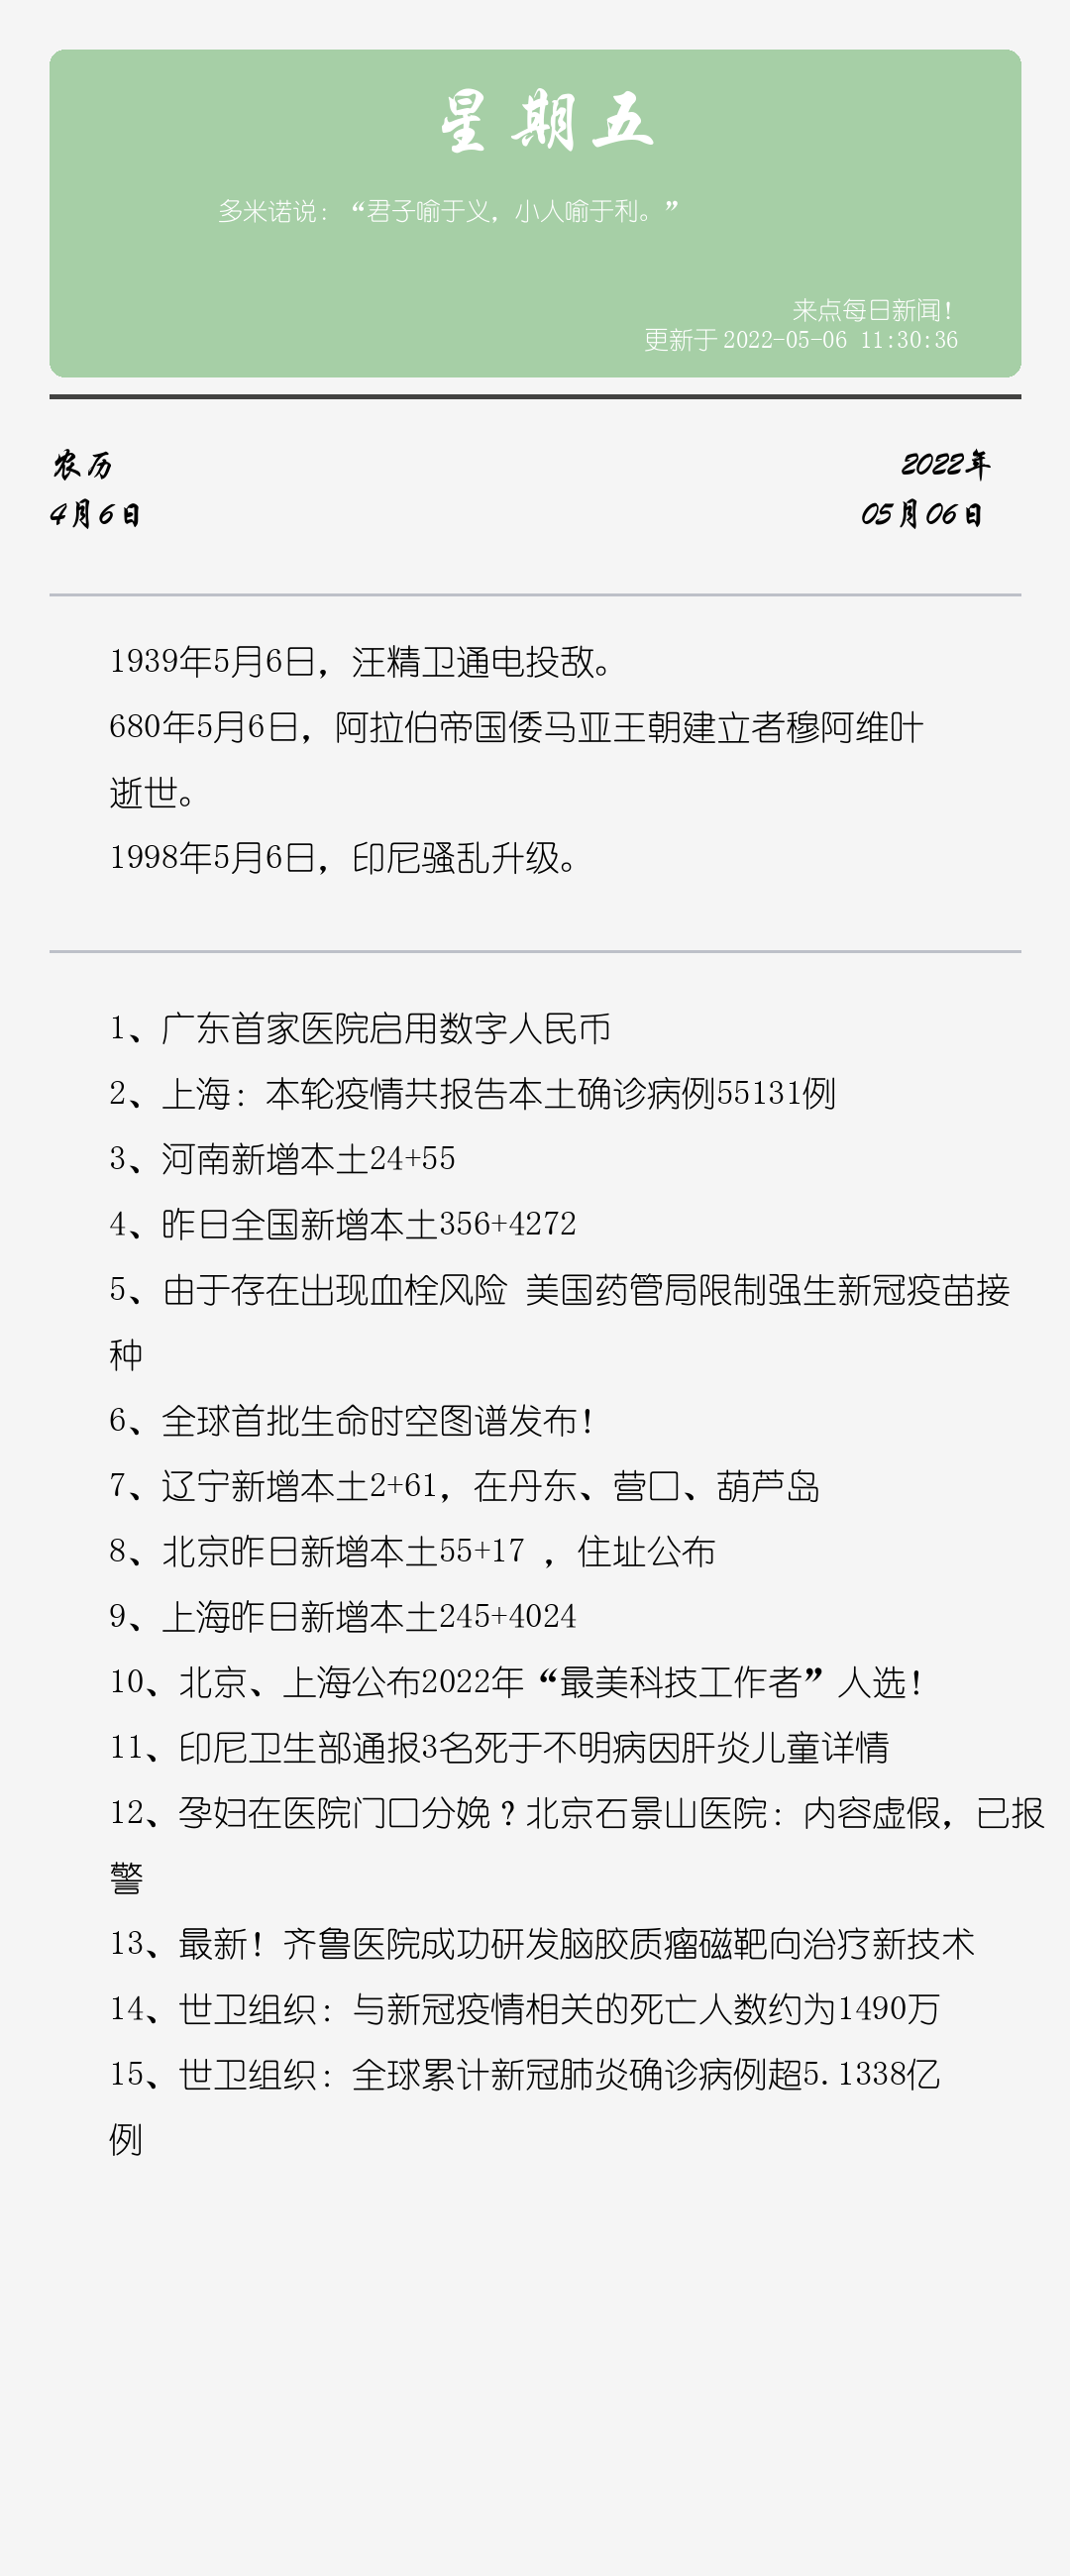 星期五
多米诺说：“君子喻于义，小人喻于利。”
来点每日新闻！
更新于 2022-05-06 11:30:36
农历
2022年
4月6日
05月06日
1939年5月6日，汪精卫通电投敌。
680年5月6日，阿拉伯帝国倭马亚王朝建立者穆阿维叶
逝世。
1998年5月6日，印尼骚乱升级。
1、广东首家医院启用数字人民币
2、上海：本轮疫情共报告本土确诊病例55131例
3、河南新增本土24+55
4、昨日全国新增本土356+4272
5、由于存在出现血栓风险 美国药管局限制强生新冠疫苗接
种
6、全球首批生命时空图谱发布！
7、辽宁新增本土2+61，在丹东、营口、葫芦岛
8、北京昨日新增本土55+17 ，住址公布
9、上海昨日新增本土245+4024
10、北京、上海公布2022年“最美科技工作者”人选！
11、印尼卫生部通报3名死于不明病因肝炎儿童详情
12、孕妇在医院门口分娩？北京石景山医院：内容虚假，已报
警
13、最新！齐鲁医院成功研发脑胶质瘤磁靶向治疗新技术
14、世卫组织：与新冠疫情相关的死亡人数约为1490万
15、世卫组织：全球累计新冠肺炎确诊病例超5.1338亿
例